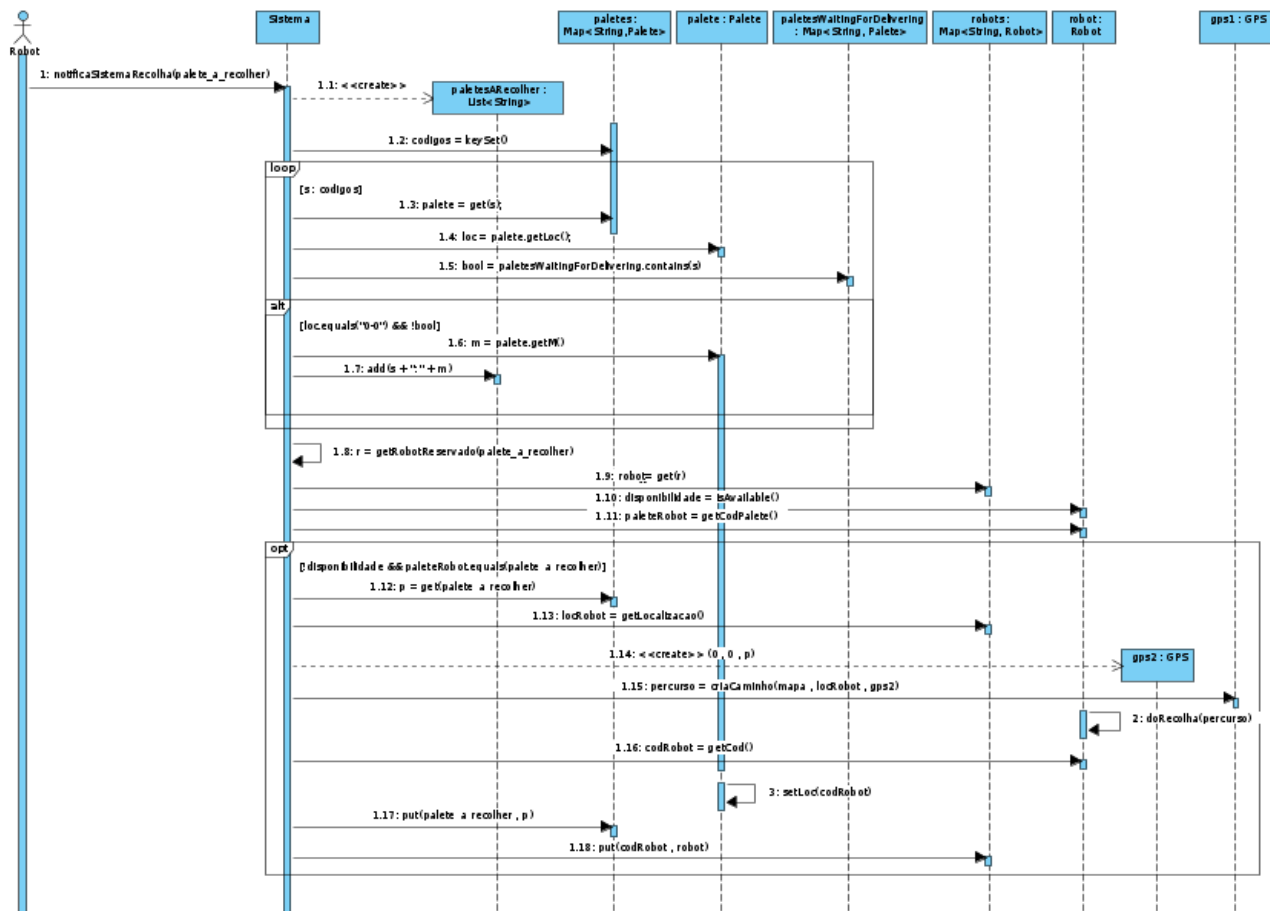 Robot
Sistema
paletes :
Map<String,Palete>
palete : Palete
paletesWaitingForDelivering
: Map<String, Palete>
robots :
Map<String, Robot>
robot :
Robot
gps1 : GPS
1: notificaSistemaRecolha(palete_a_recolher)
1.1: <<create>>
paletesARecolher :
List<String>
1.2: codigos = keySet()
loop
[s : codigos]
1.3: palete = get(s);
1.4: loc = palete.getLoc();
1.5: bool = paletesWaitingForDelivering.contains(s)
alt
[loc.equals("0-0") && !bool]
1.6: m = palete.getM()
1.7: add(s + ":" + m)
1.8: r = getRobotReservado(palete_a_recolher)
1.9: robot= get(r)
1.10: disponibilidade = isAvailable()
1.11: paleteRobot = getCodPalete()
opt
[!disponibilidade &&paleteRobot.equals(palete_a_recolher)]
1.12: p = get(palete_a_recolher)
1.13: locRobot = getLocalizacao()
1.14: <<create>> (0 , 0 , p)
gps2 : GPS
1.15: percurso = criaCaminho(mapa , locRobot , gps2)
2: doRecolha(percurso)
1.16: codRobot = getCod()
3: setLoc(codRobot)
1.17: put(palete_a_recolher , p)
1.18: put(codRobot , robot)